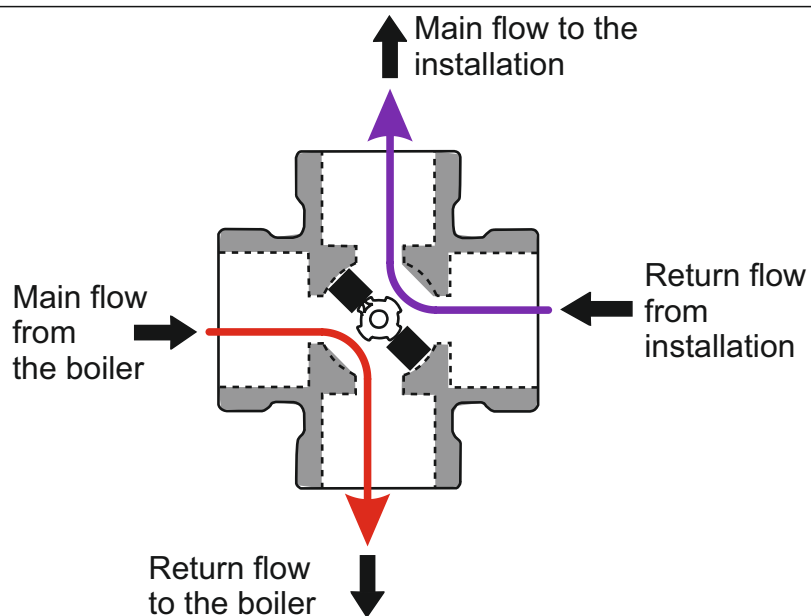 Main flow to the
installation
Main flow
from
the boiler
Return flow
from
installation
Return flow
to the boiler